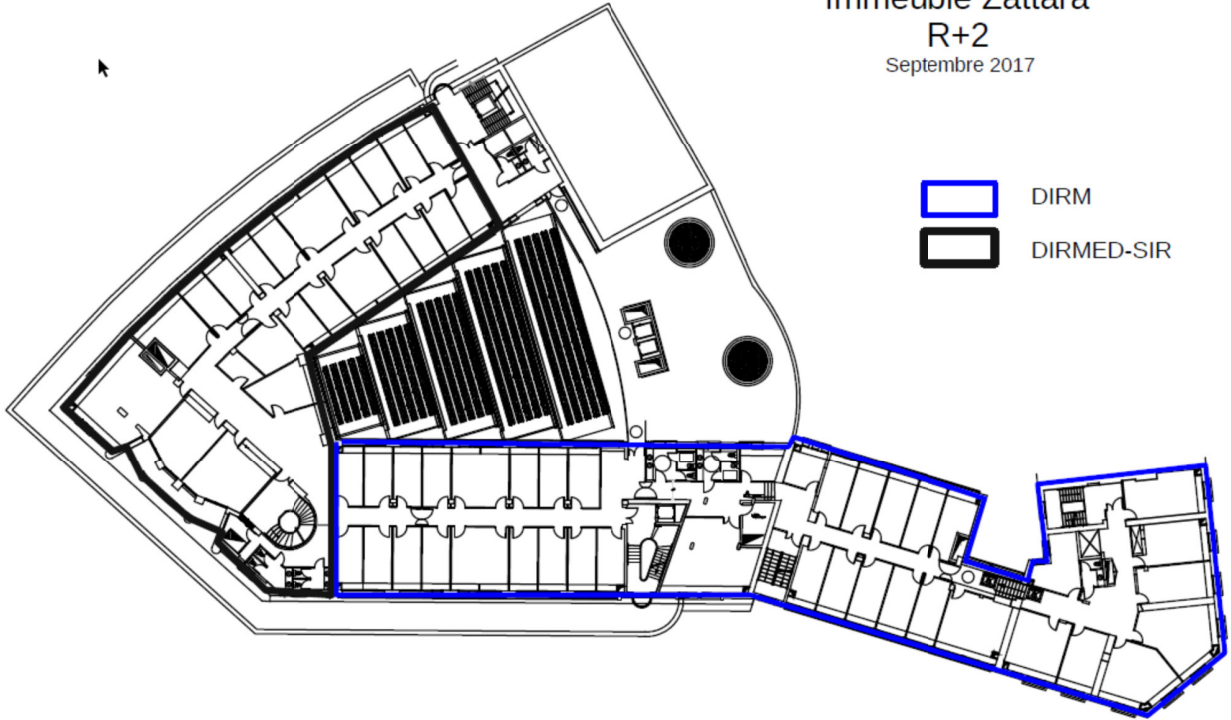 Immeuble Zattara
R+2
Septembre 2017
DIRM
DIRMED-SIR